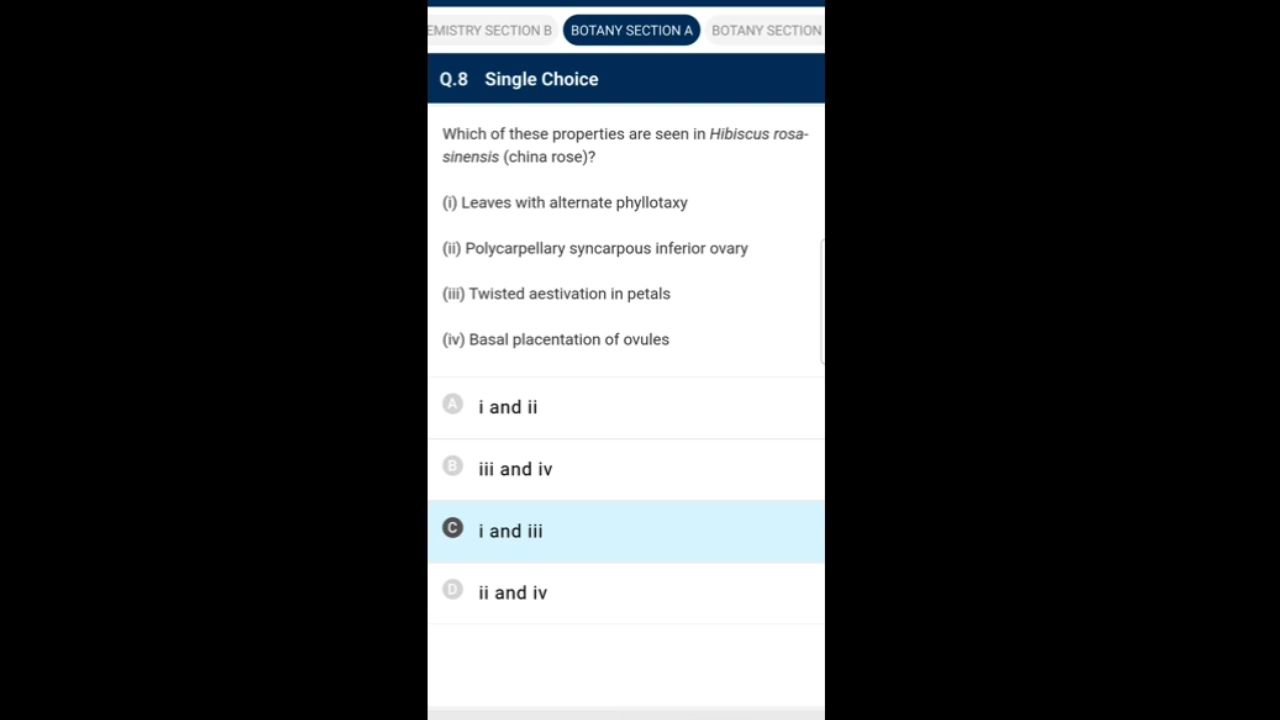 EMISTRY SECTION B BOTANY SECTION A BOTANY SECTION
Q.8 Single Choice
Which of these properties are seen in Hibiscus rosa-
sinensis (china rose)?
(i) Leaves with alternate phyllotaxy
(ii) Polycarpellary syncarpous inferior ovary
(iii) Twisted aestivation in petals
(iv) Basal placentation of ovules
A i and ii
B iii and iv
C i and iii
D ii and iv